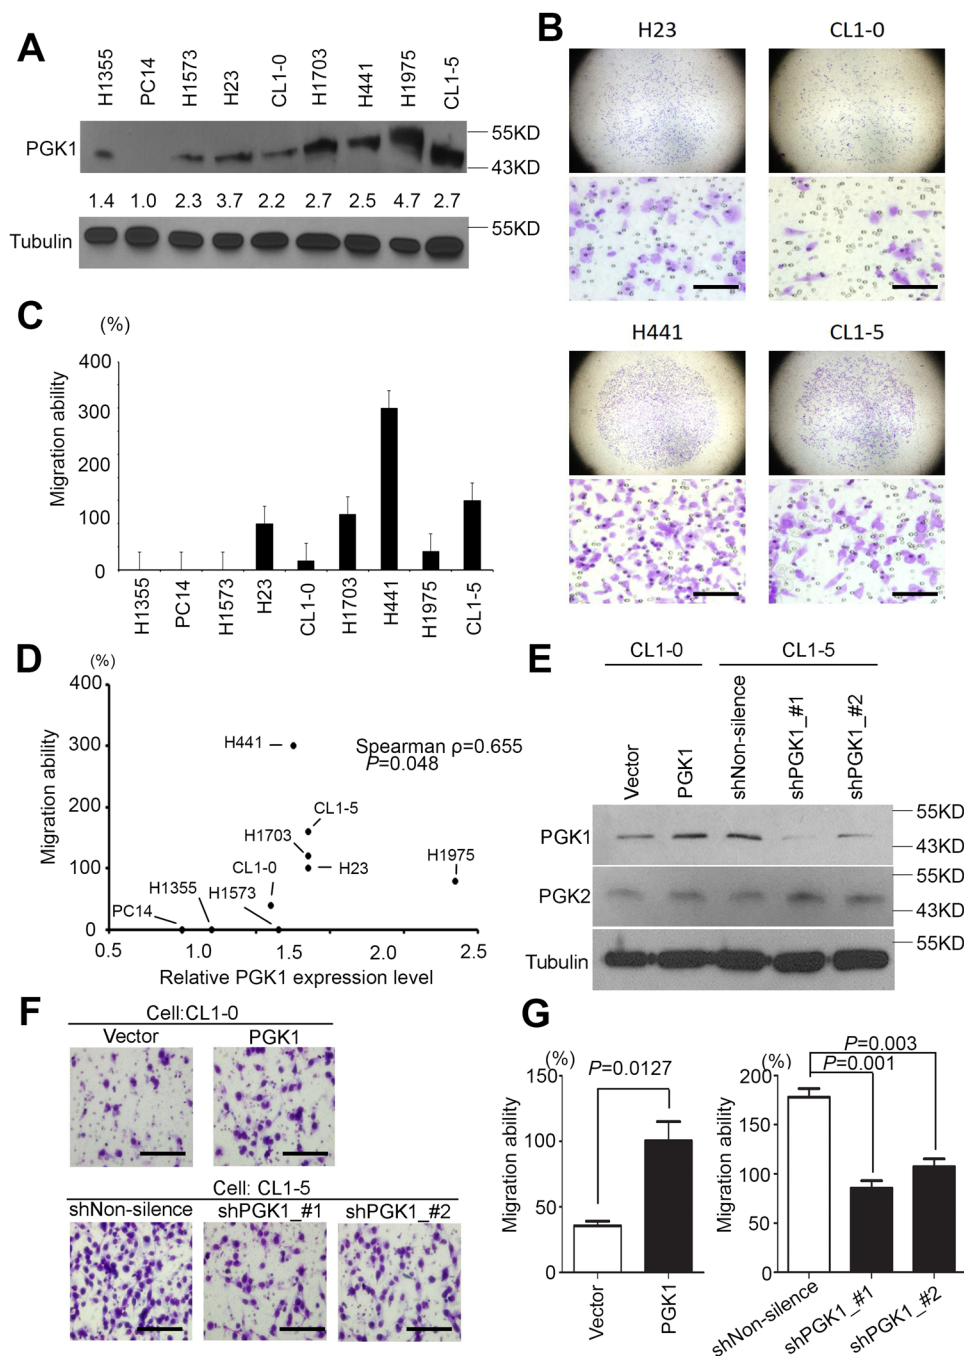 A
H1355 PC14 H1573 H23 CL1-0 H1703 H441 H1975 CL1-5
PGK1
55KD
43KD
1.4 1.0 2.3 3.7 2.2 2.7 2.5 4.7 2.7
Tubulin
55KD
B
H23 CL1-0
H441 CL1-5
C
(%)
Migration ability
400
300
200
100
0
H1355 PC14 H1573 H23 CL1-0 H1703 H441 H1975 CL1-5
D
(%)
Migration ability
400
300
200
100
0
H441
Spearman ρ=0.655
P=0.048
CL1-5
H1703
CL1-0
H23
H1975
H1355
H1573
PC14
0.5 1.0 1.5 2.0 2.5
Relative PGK1 expression level
E
CL1-0 CL1-5
Vector PGK1 shNon-silence shPGK1_#1 shPGK1_#2
PGK1
55KD
43KD
PGK2
55KD
43KD
Tubulin
55KD
F
Cell:CL1-0
Vector PGK1
Cell: CL1-5
shNon-silence shPGK1_#1 shPGK1_#2
G
(%)
Migration ability
P=0.0127
150
100
50
0
Vector PGK1
(%)
Migration ability
P=0.003
P=0.001
200
150
100
50
0
shNon-silence shPGK1_#1 shPGK1_#2